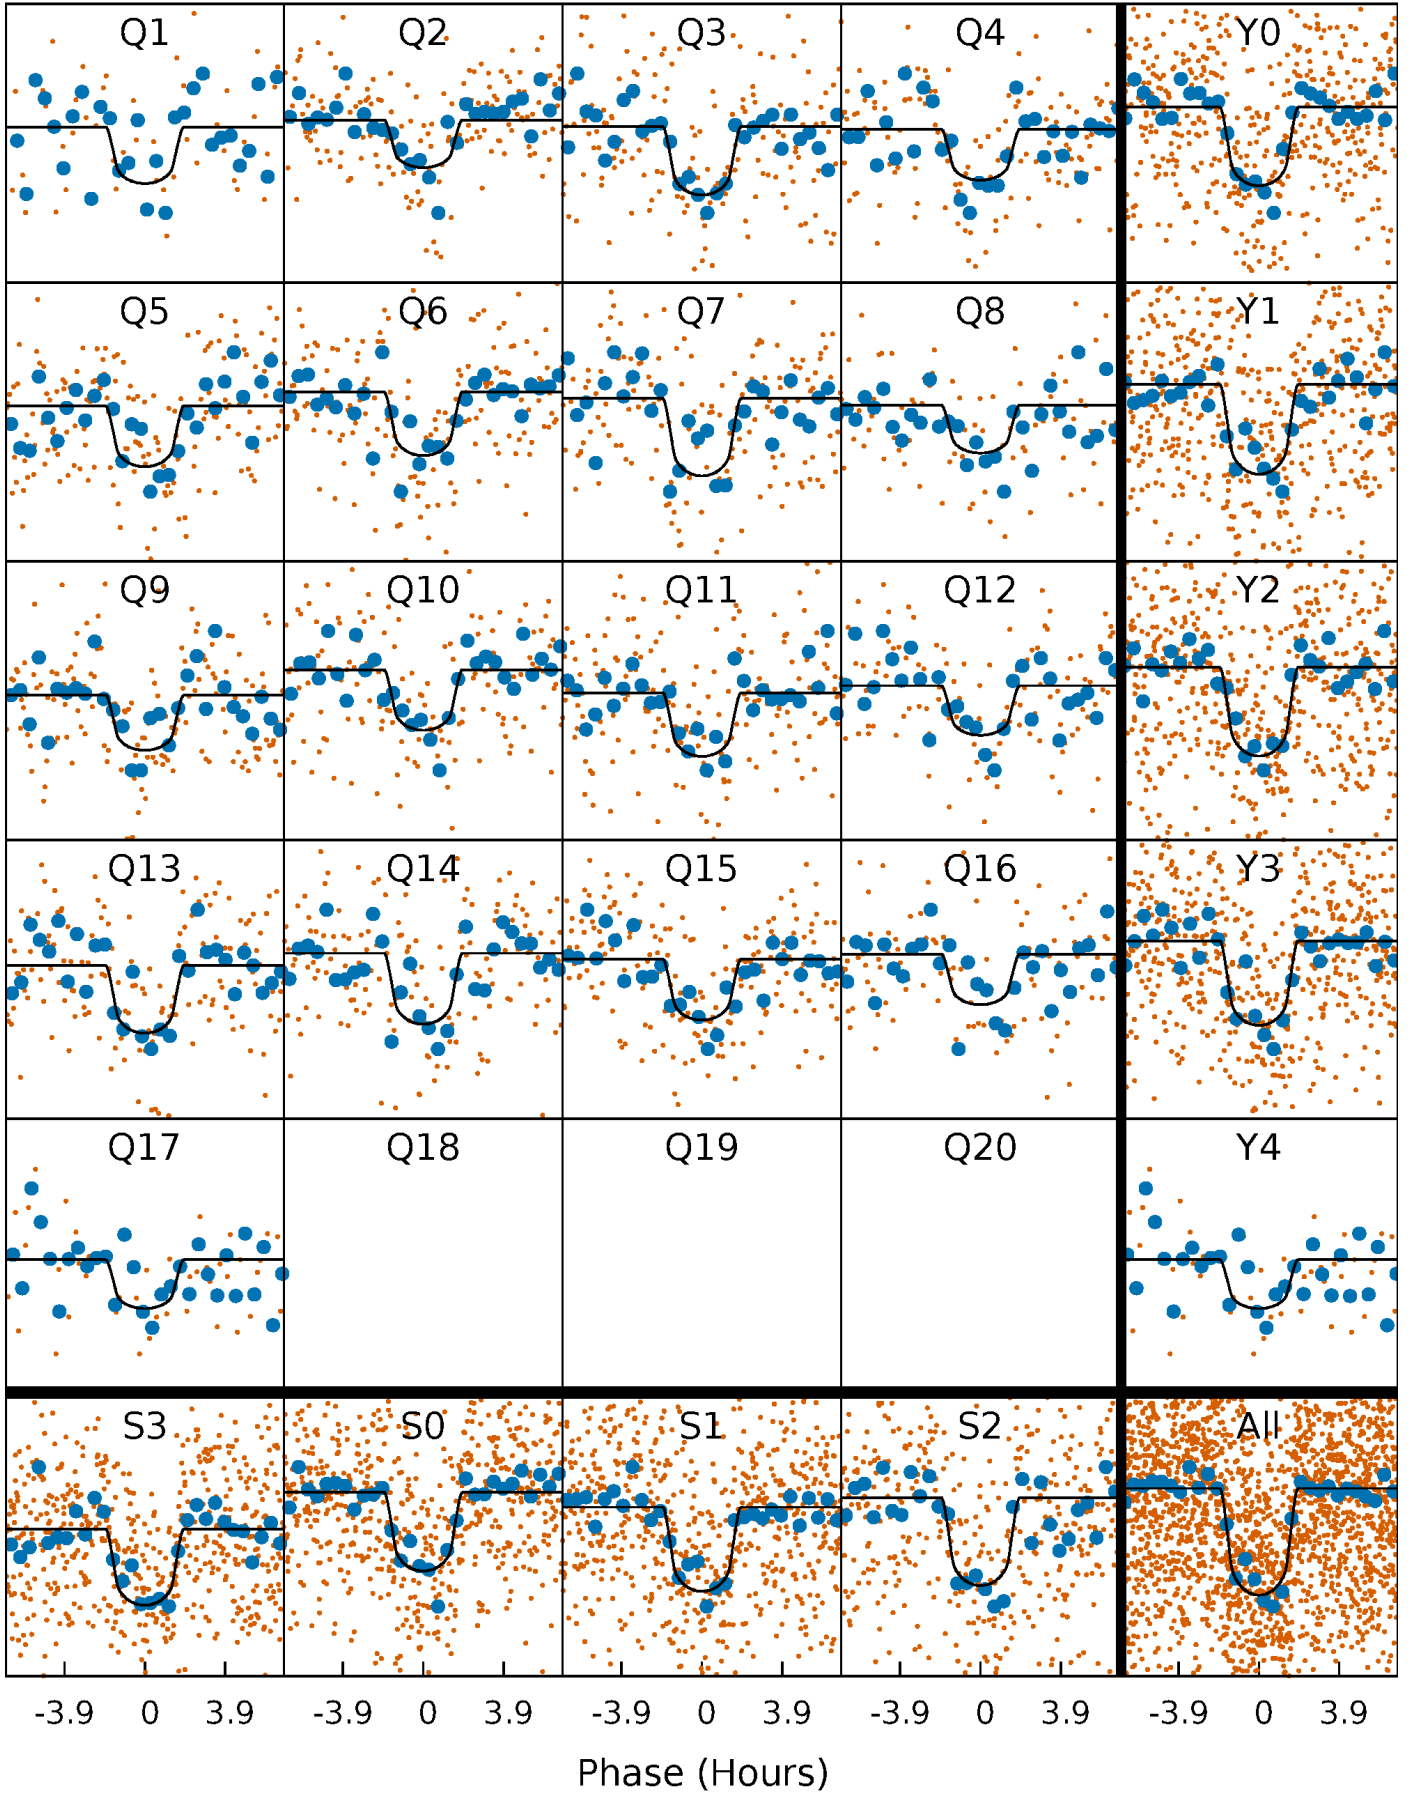 Q1 Q2 Q3 Q4 Y0
Q5 Q6 Q7 Q8 Y1
Q9 Q10 Q11 Q12 Y2
Q13 Q14 Q15 Q16 Y3
Q17 Q18 Q19 Q20 Y4
S3 S0 S1 S2 All
-3.9 0 3.9 -3.9 0 3.9 -3.9 0 3.9 -3.9 0 3.9 -3.9 0 3.9
Phase (Hours)